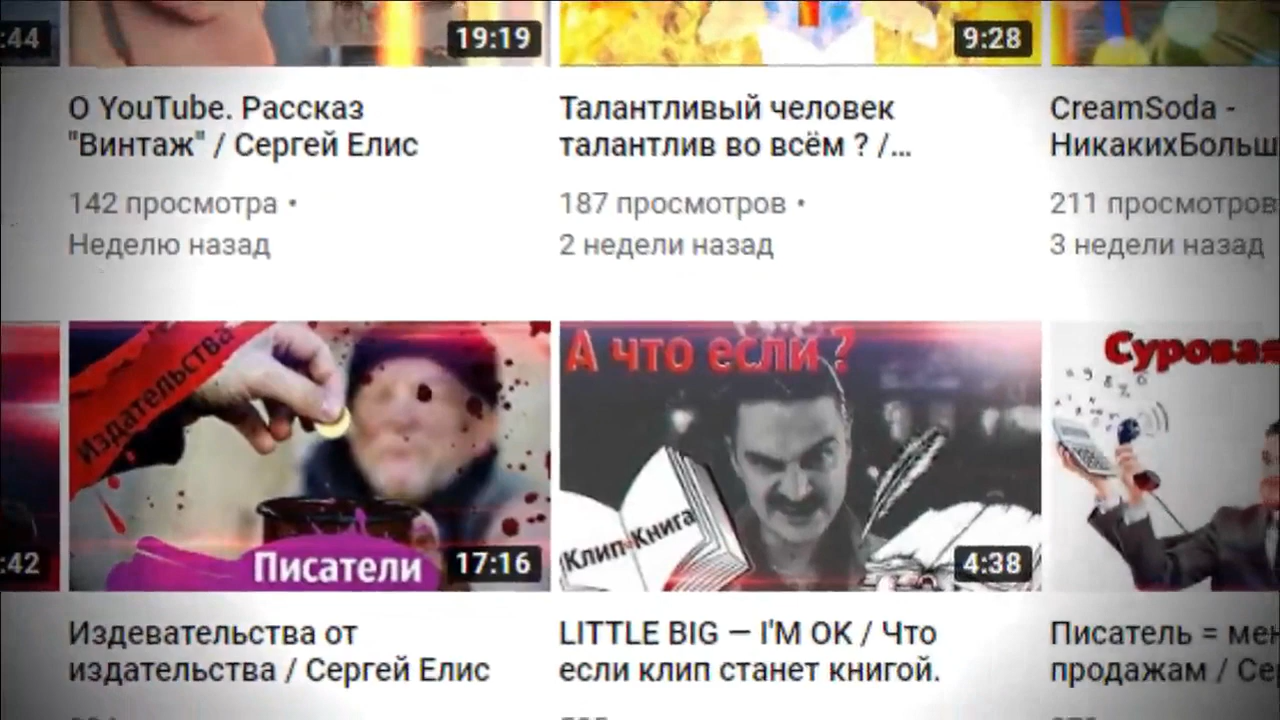 :44
19:19
9:28
О YouTube. Рассказ
"Винтаж" / Сергей Елис
142 просмотра •
Неделю назад
Талантливый человек
талантлив во всём ? /...
187 просмотров •
2 недели назад
CreamSoda -
НикакихБольш
211 просмотров
3 недели назад
:42
Издательства
Писатели
17:16
А что если ?
Клип-Книга
4:38
Суровая
Издевательства от
издательства / Сергей Елис
LITTLE BIG — I'M OK / Что
если клип станет книгой.
Писатель = мен
продажам / Се